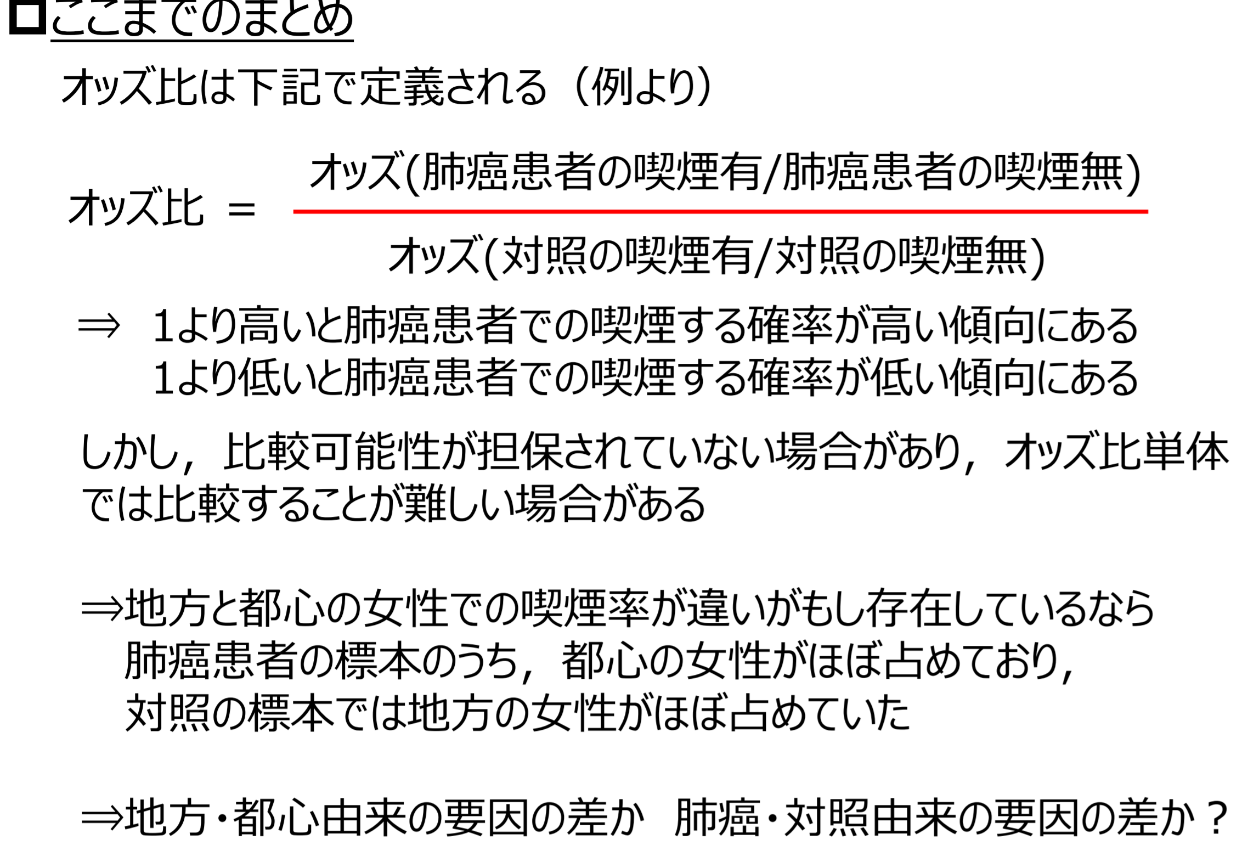 ここまでのまとめ
オッズ比は下記で定義される（例より）
オッズ(肺癌患者の喫煙有/肺癌患者の喫煙無)
オッズ比 =
オッズ(対照の喫煙有/対照の喫煙無)
⇒ 1より高いと肺癌患者での喫煙する確率が高い傾向にある
1より低いと肺癌患者での喫煙する確率が低い傾向にある
しかし，比較可能性が担保されていない場合があり，オッズ比単体
では比較することが難しい場合がある
⇒地方と都心の女性での喫煙率が違いがもし存在しているなら
肺癌患者の標本のうち，都心の女性がほぼ占めており，
対照の標本では地方の女性がほぼ占めていた
⇒地方・都心由来の要因の差か 肺癌・対照由来の要因の差か？